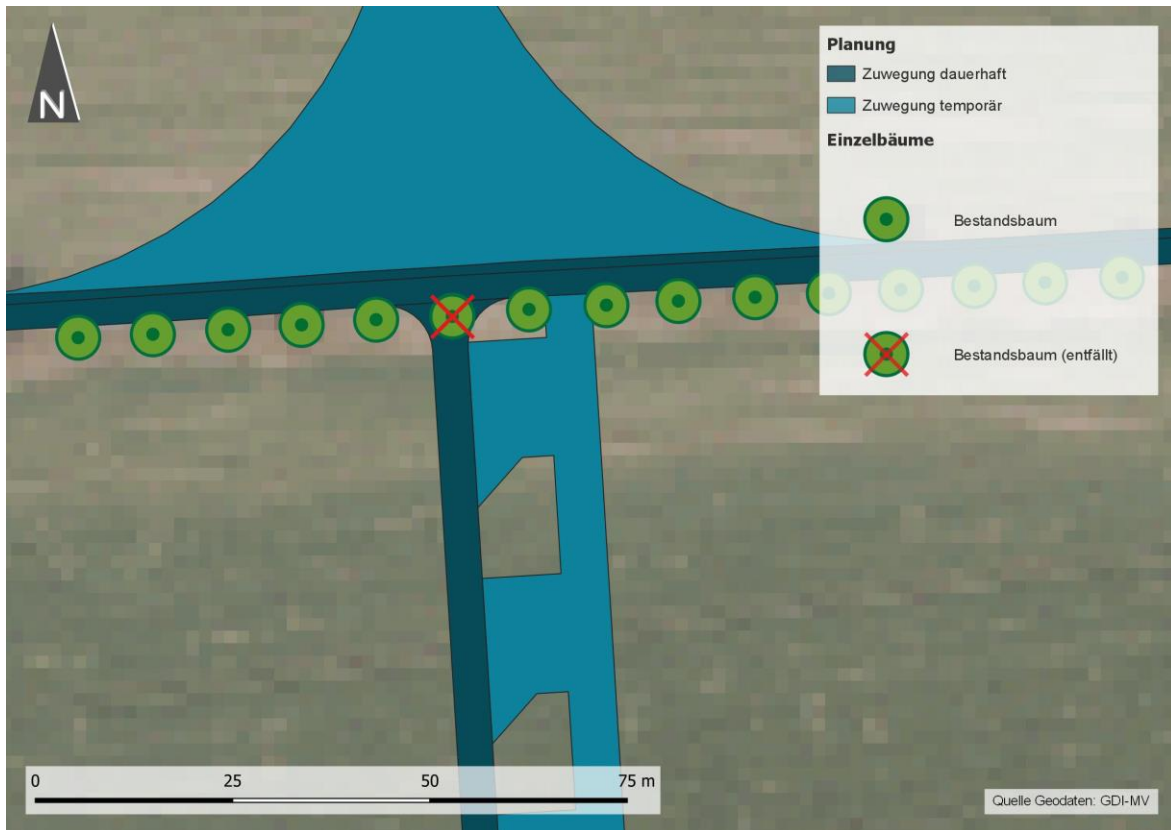 N
Planung
Zuwegung dauerhaft
Zuwegung temporär
Einzelbäume
Bestandsbaum
Bestandsbaum (entfällt)
0 25 50 75 m
Quelle Geodaten: GDI-MV